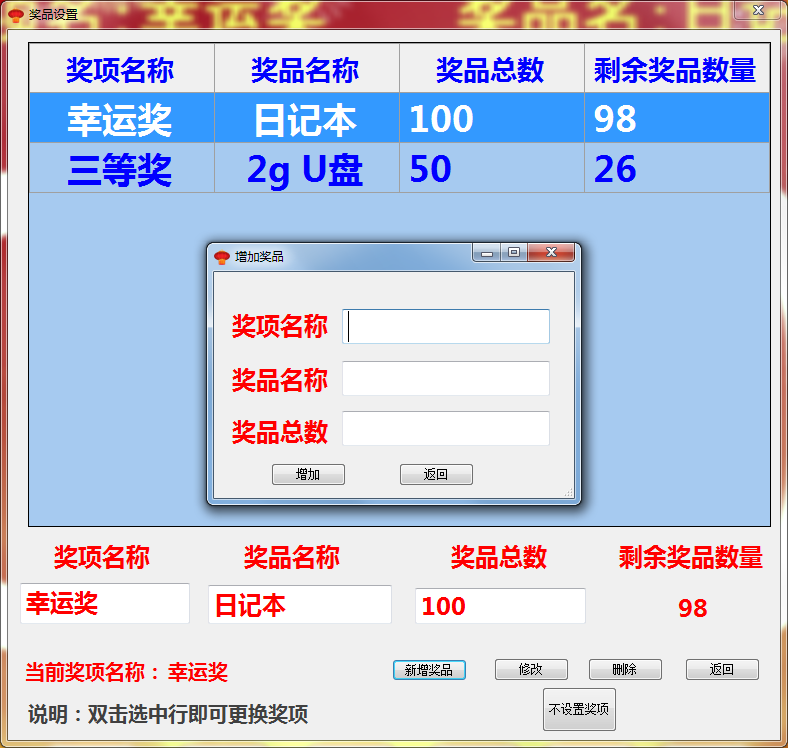 奖品设置
奖项名称 奖品名称 奖品总数 剩余奖品数量
幸运奖 日记本 100 98
三等奖 2g U盘 50 26
增加奖品
奖项名称
奖品名称
奖品总数
增加 返回
奖项名称 奖品名称 奖品总数 剩余奖品数量
幸运奖 日记本 100 98
当前奖项名称：幸运奖 新增奖品 修改 删除 返回
说明：双击选中行即可更换奖项 不设置奖项